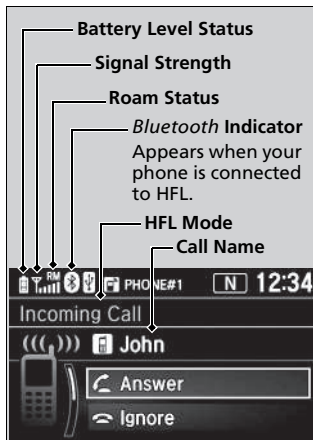 Battery Level Status
Signal Strength
Roam Status
Bluetooth Indicator
Appears when your
phone is connected
to HFL.
HFL Mode
Call Name
RM PHONE#1 N 12:34
Incoming Call
John
Answer
Ignore